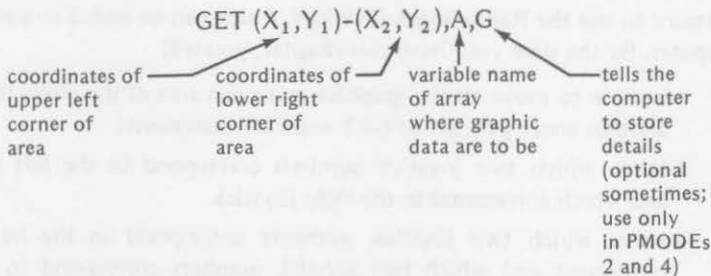 GET (X₁, Y₁)–(X₂, Y₂),A,G
coordinates of
upper left
corner of
area
coordinates of
lower right
corner of
area
variable name
of array
where graphic
data are to be
tells the
computer
to store
details
(optional
sometimes;
use only
in PMODEs
2 and 4)